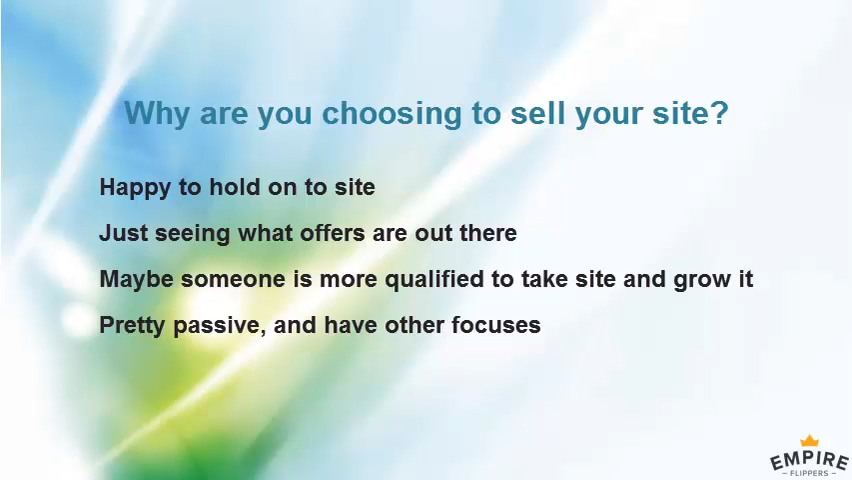 Why are you choosing to sell your site?
Happy to hold on to site
Just seeing what offers are out there
Maybe someone is more qualified to take site and grow it
Pretty passive, and have other focuses
EMPIRE
FLIPPERS